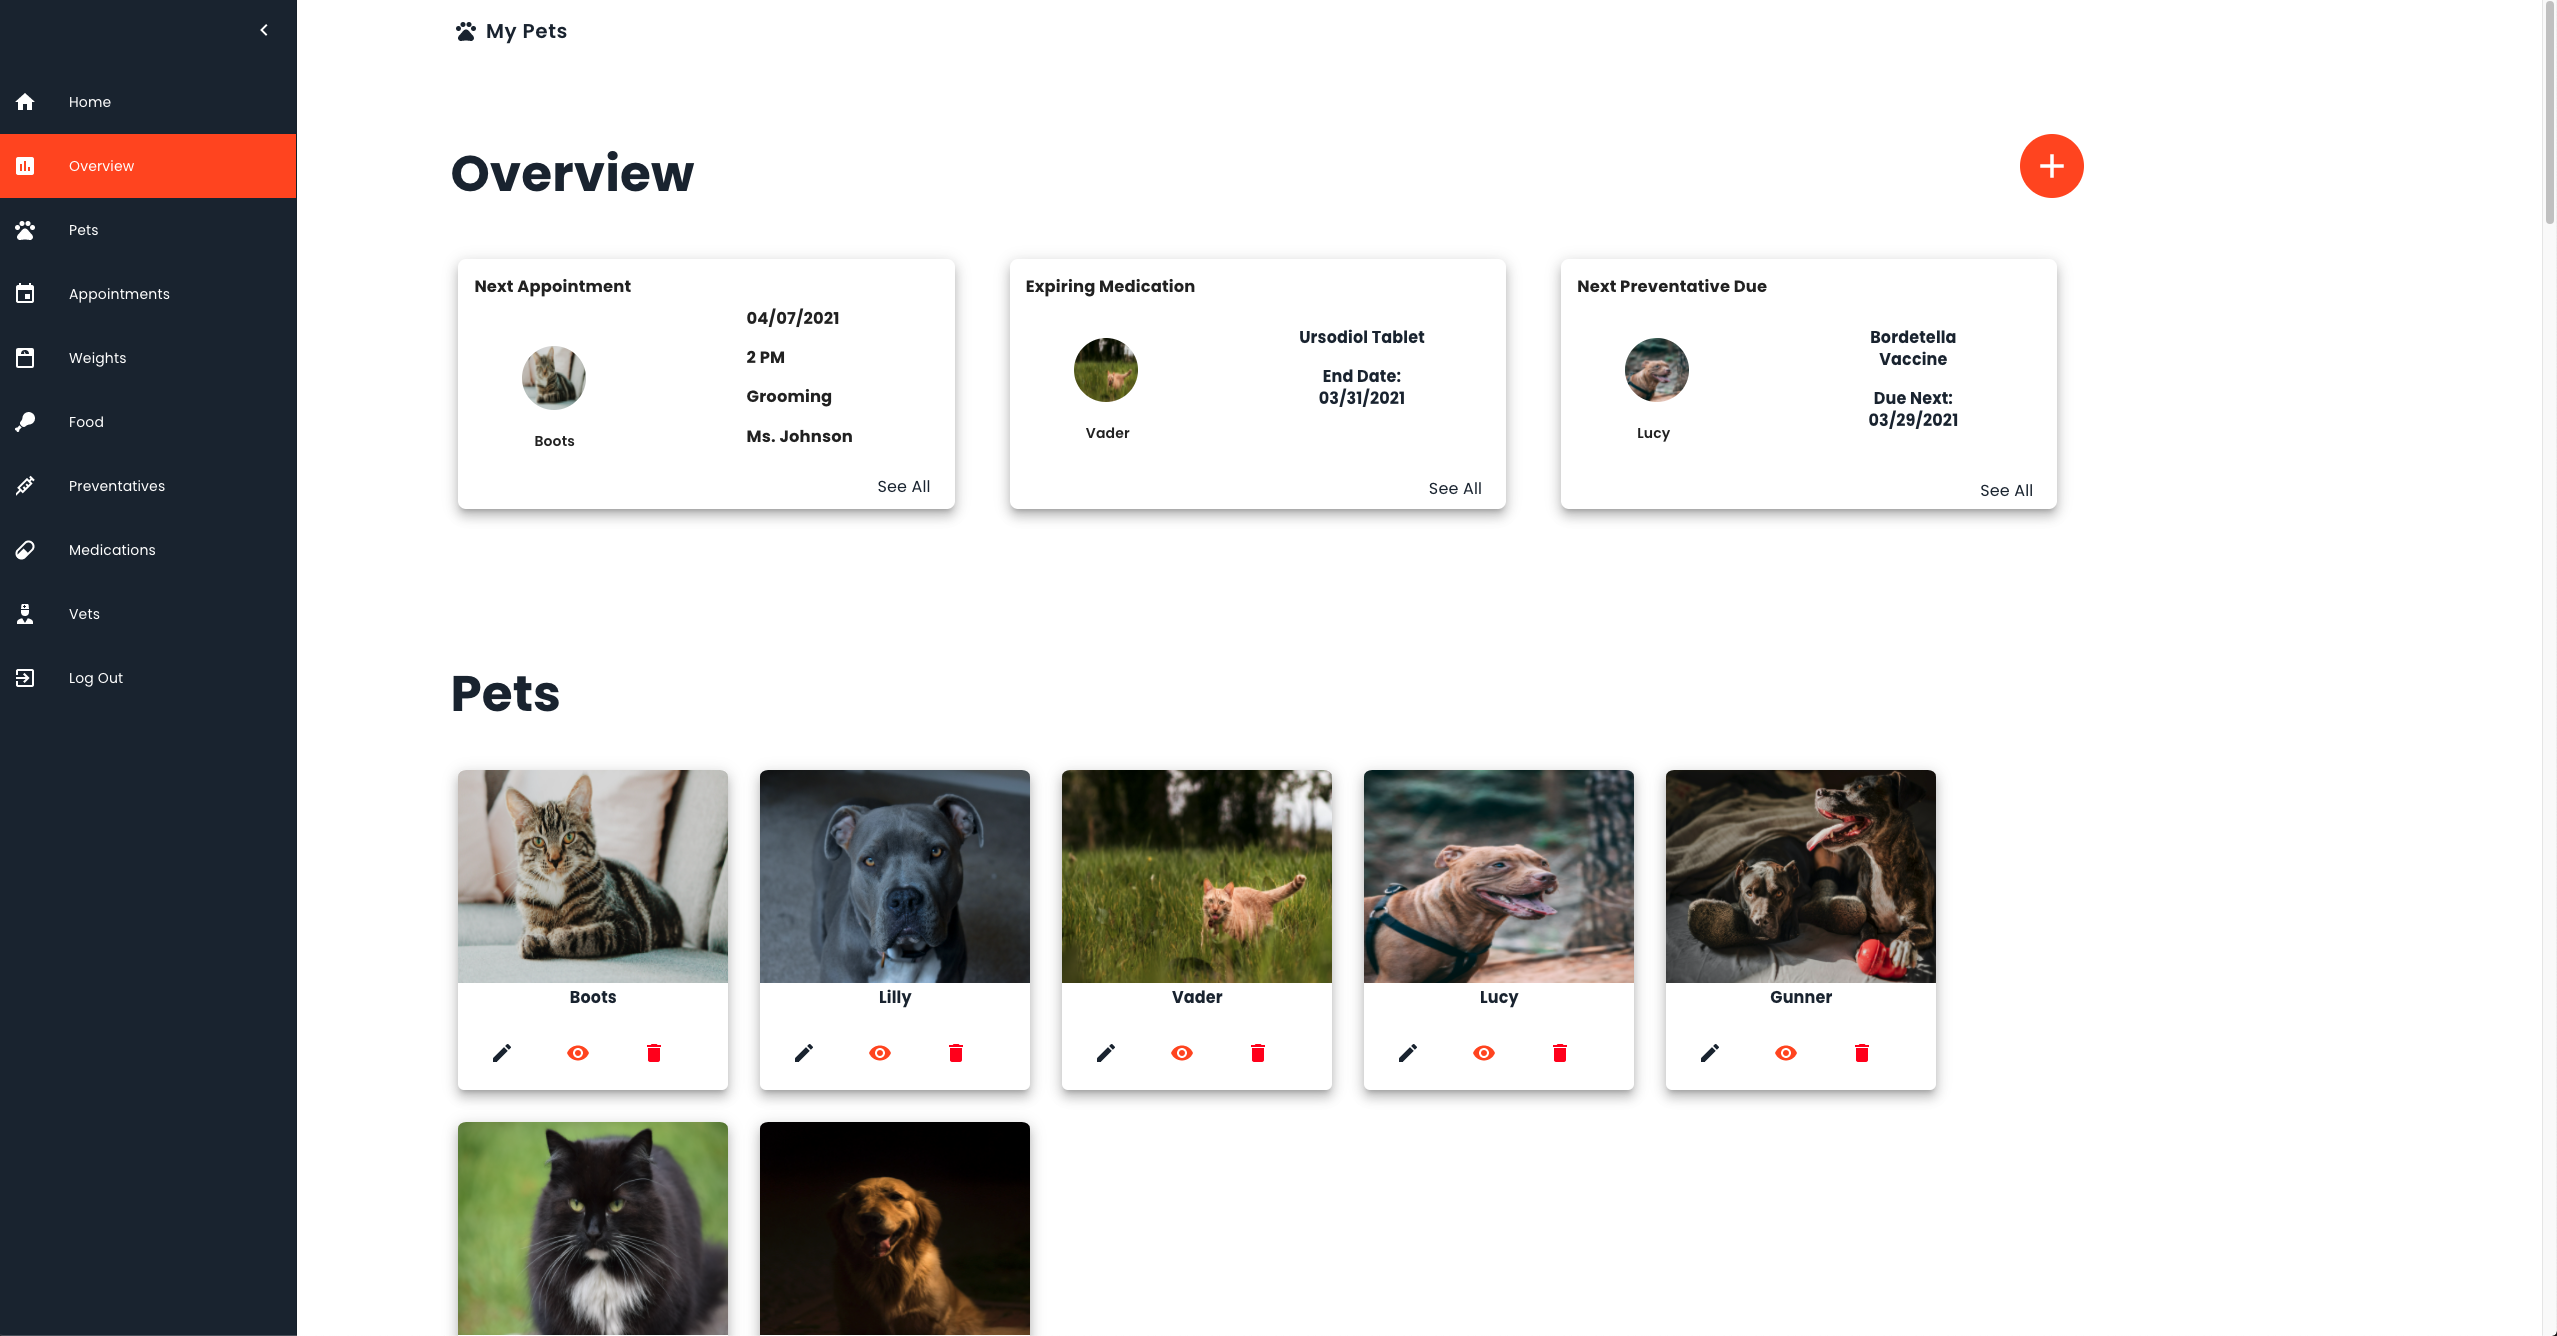 My Pets
Home
Overview
Pets
Appointments
Weights
Food
Preventatives
Medications
Vets
Log Out
Overview
Next Appointment
04/07/2021
2 PM
Grooming
Ms. Johnson
Boots
See All
Expiring Medication
Ursodiol Tablet
End Date:
03/31/2021
Vader
See All
Next Preventative Due
Bordetella
Vaccine
Due Next:
03/29/2021
Lucy
See All
Pets
Boots
Lilly
Vader
Lucy
Gunner